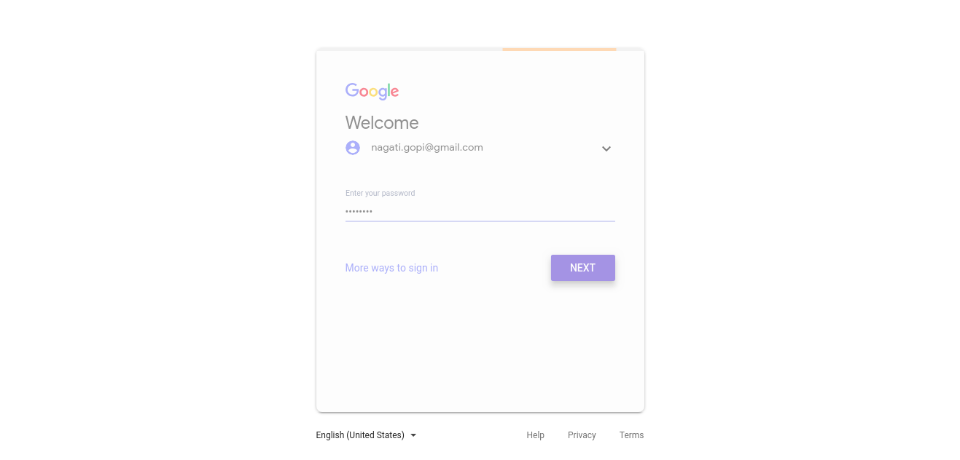 Google
Welcome
nagati.gopi@gmail.com
Enter your password
••••••••
More ways to sign in
NEXT
English (United States)
Help Privacy Terms